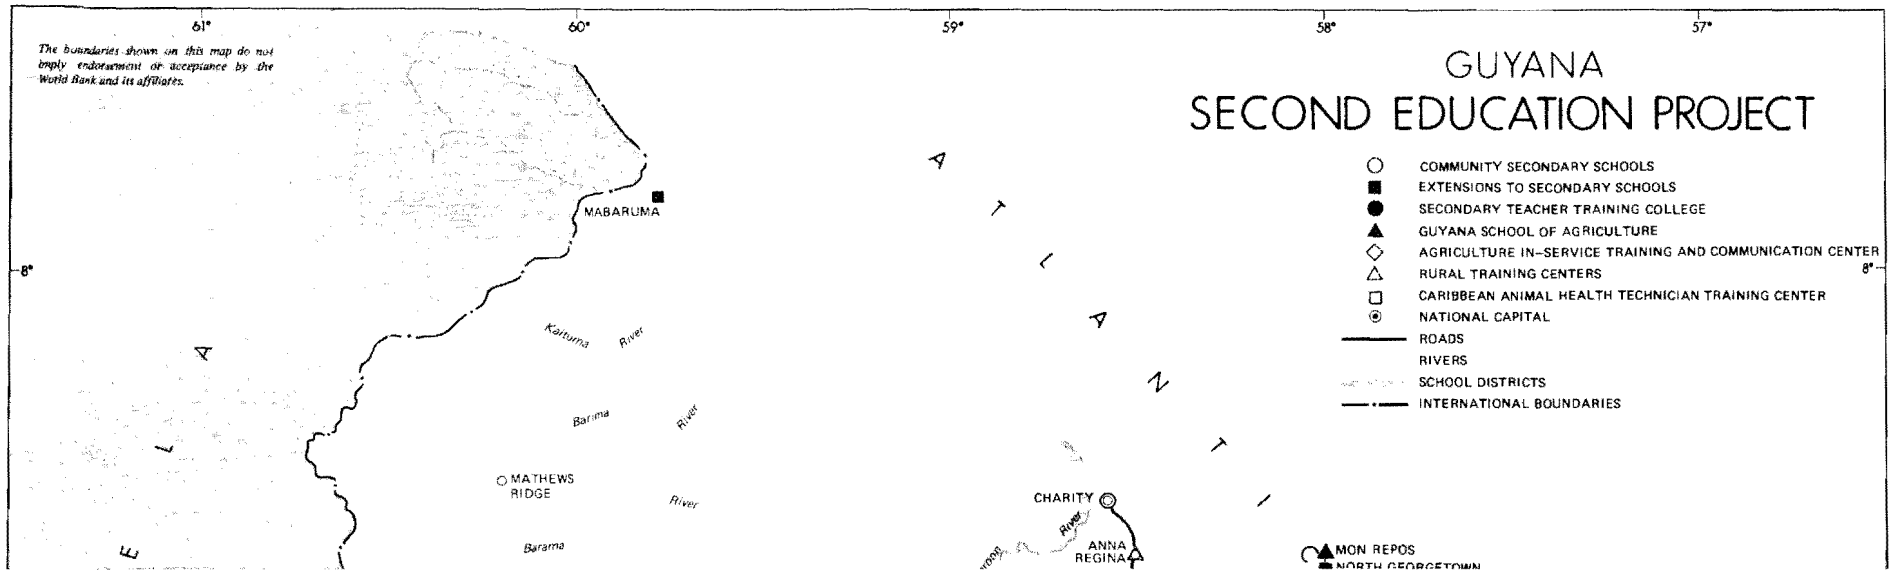 61°
60°
59°
58°
57°
The boundaries shown on this map do not
imply endorsement or acceptance by the
World Bank and its affiliates.
GUYANA
SECOND EDUCATION PROJECT
COMMUNITY SECONDARY SCHOOLS
EXTENSIONS TO SECONDARY SCHOOLS
SECONDARY TEACHER TRAINING COLLEGE
GUYANA SCHOOL OF AGRICULTURE
AGRICULTURE IN-SERVICE TRAINING AND COMMUNICATION CENTER
RURAL TRAINING CENTERS
CARIBBEAN ANIMAL HEALTH TECHNICIAN TRAINING CENTER
NATIONAL CAPITAL
ROADS
RIVERS
SCHOOL DISTRICTS
INTERNATIONAL BOUNDARIES
8°
8°
A T L A N T I
MABARUMA
Kaituma River
A
L
E
Barima River
MATHEWS
RIDGE
River
Barama
CHARITY
River
ANNA
REGINA
MON REPOS
NORTH GEORGETOWN